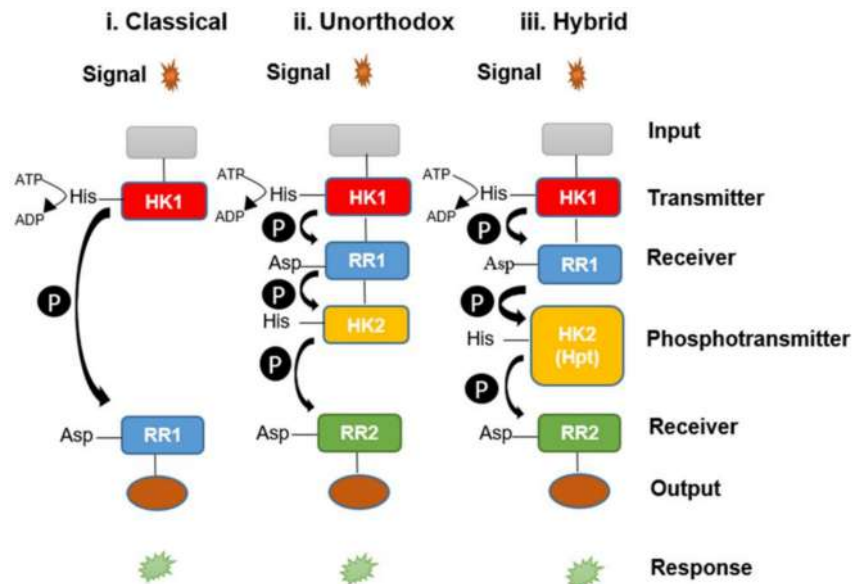 i. Classical ii. Unorthodox iii. Hybrid
Signal Signal Signal
Input
ATP ATP ATP
His HK1 His HK1 His HK1 Transmitter
ADP ADP ADP
P P
Asp RR1 Asp RR1 Receiver
P P P
His HK2 His HK2 (Hpt) Phosphotransmitter
P P
Asp RR1 Asp RR2 Asp RR2 Receiver
Output
Response